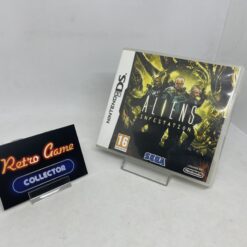 Retro Game
COLLECTOR
NINTENDO DS
ALIENS
INFESTATION
16
SEGA